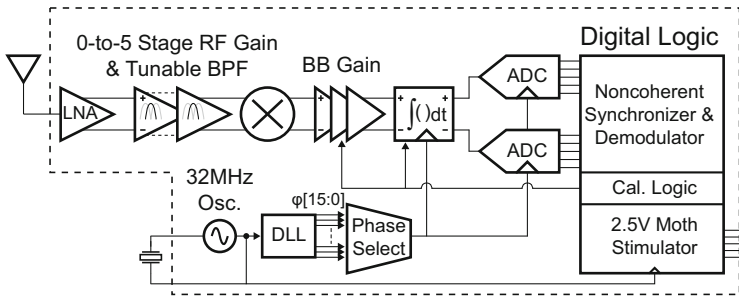 0-to-5 Stage RF Gain
& Tunable BPF
BB Gain
Digital Logic
LNA
+
−
+
−
+
−
∫()dt
ADC
ADC
Noncoherent
Synchronizer &
Demodulator
Cal. Logic
2.5V Moth
Stimulator
32MHz
Osc.
φ[15:0]
DLL
Phase
Select